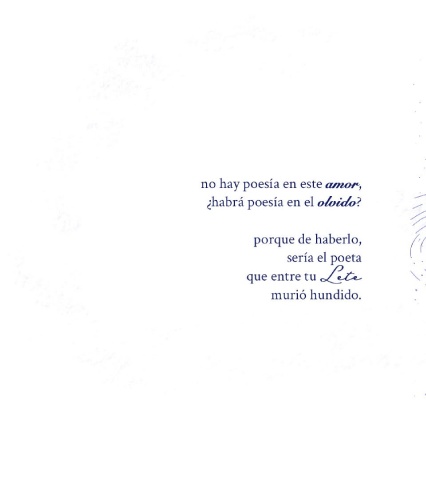 no hay poesía en este amor,
¿habrá poesía en el olvido?
porque de haberlo,
sería el poeta
que entre tu Lete
murió hundido.